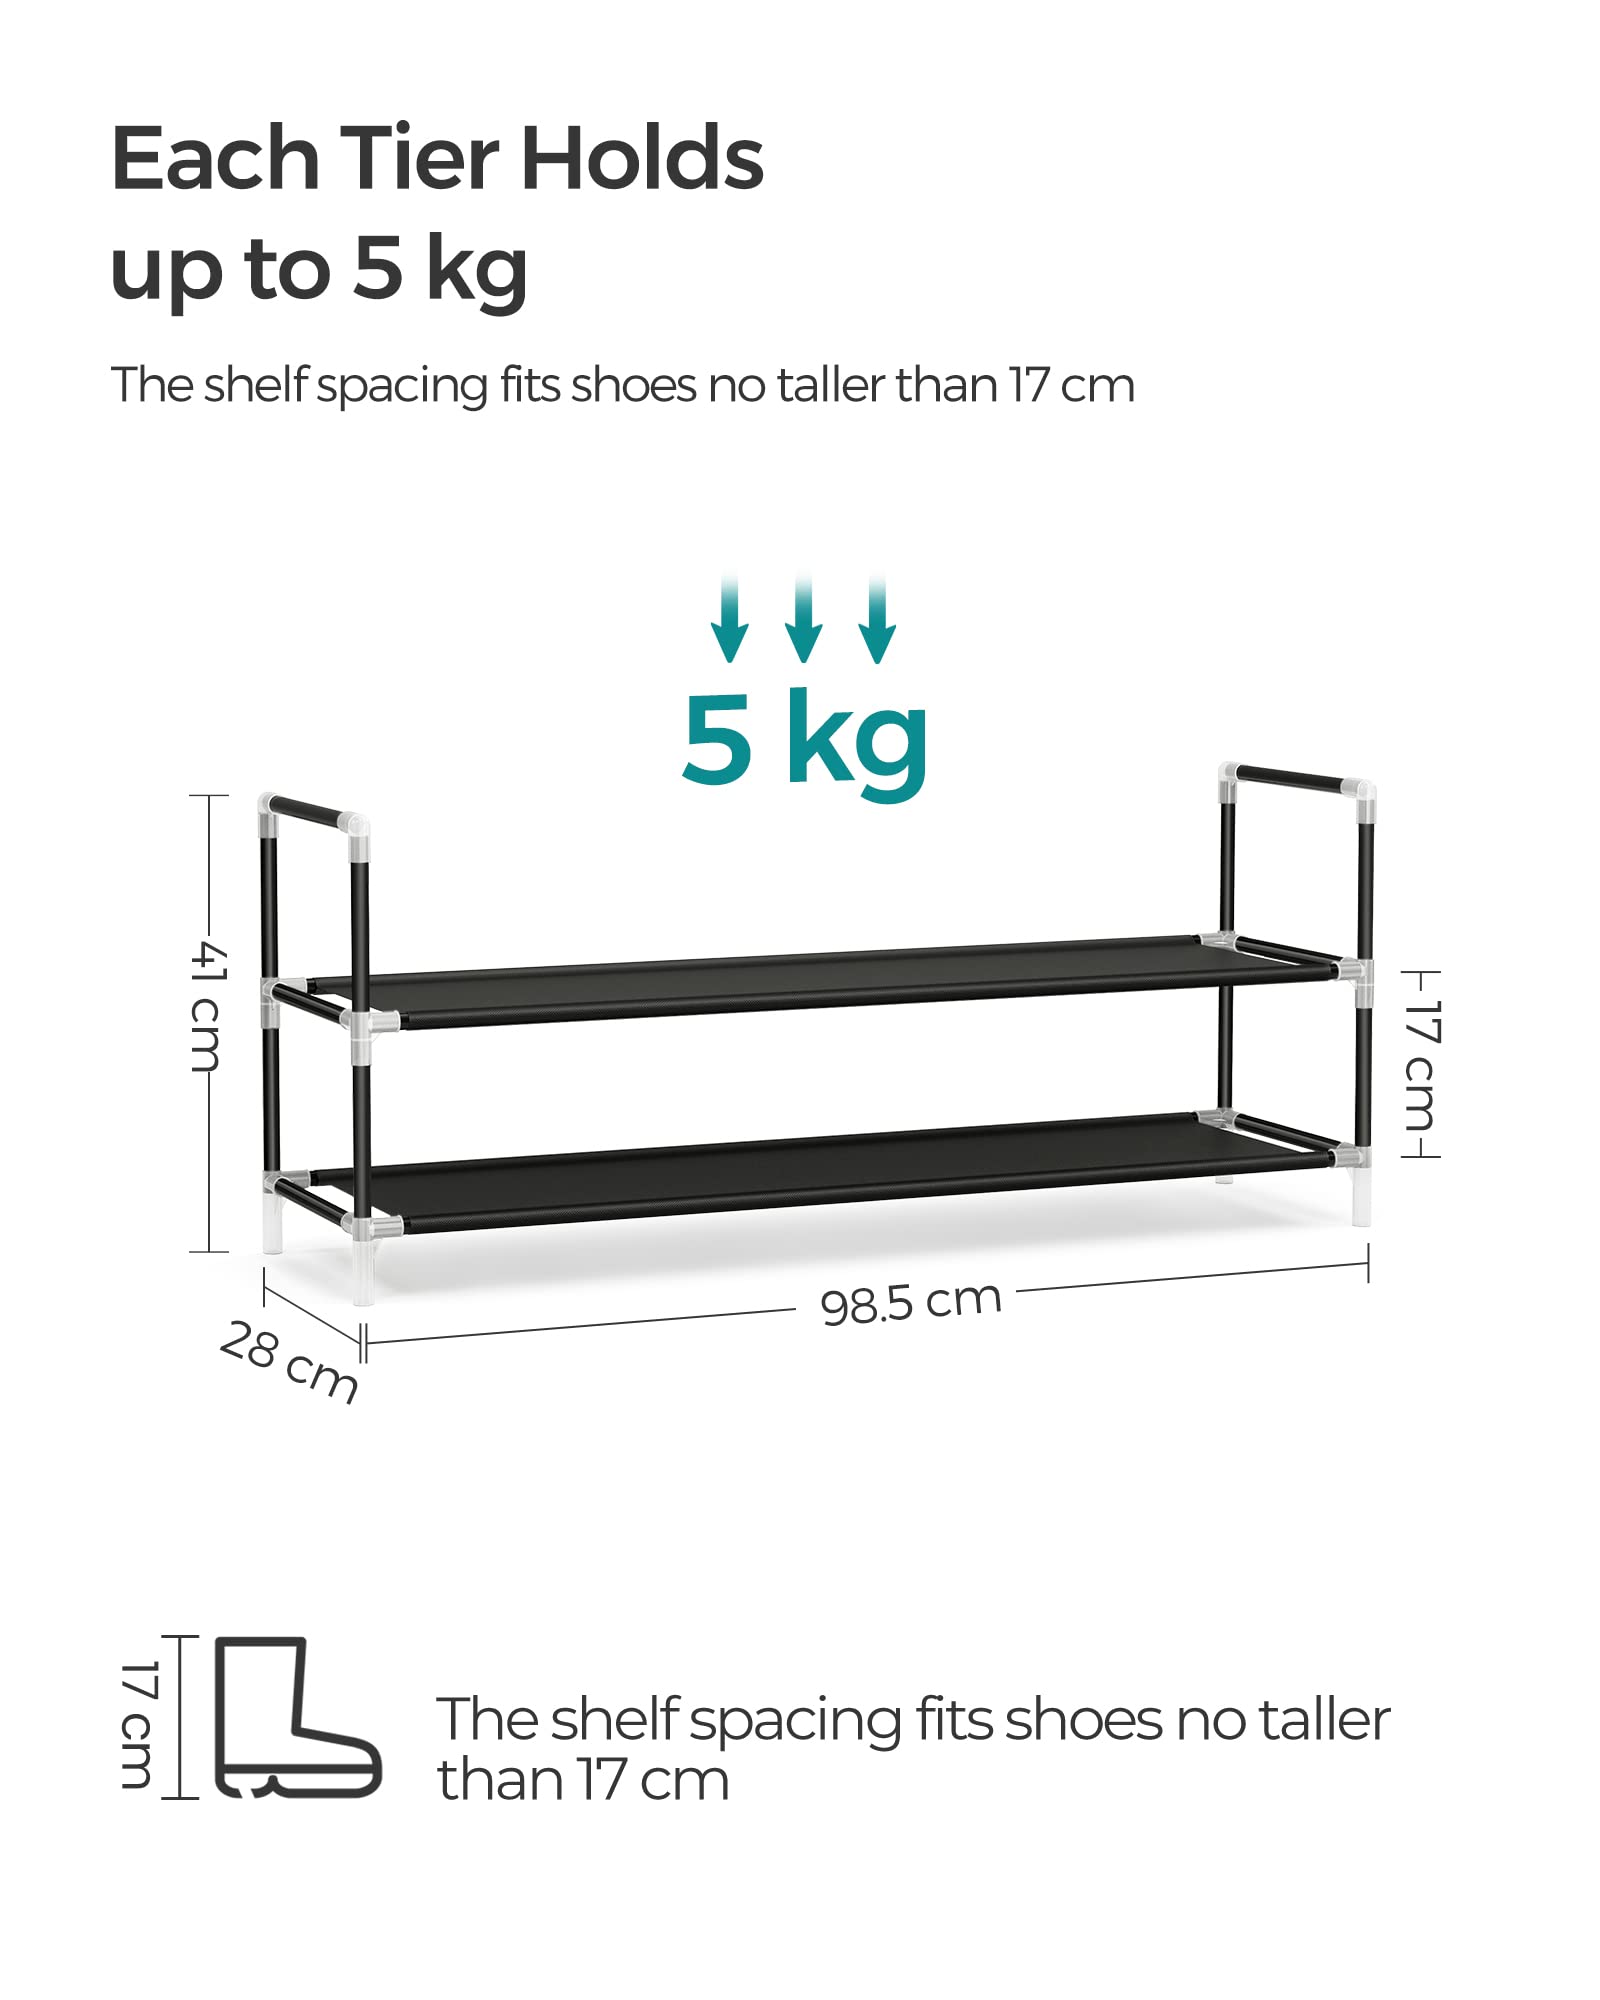 Each Tier Holds
up to 5 kg
The shelf spacing fits shoes no taller than 17 cm
5 kg
41 cm
17 cm
98.5 cm
28 cm
17 cm
The shelf spacing fits shoes no taller
than 17 cm